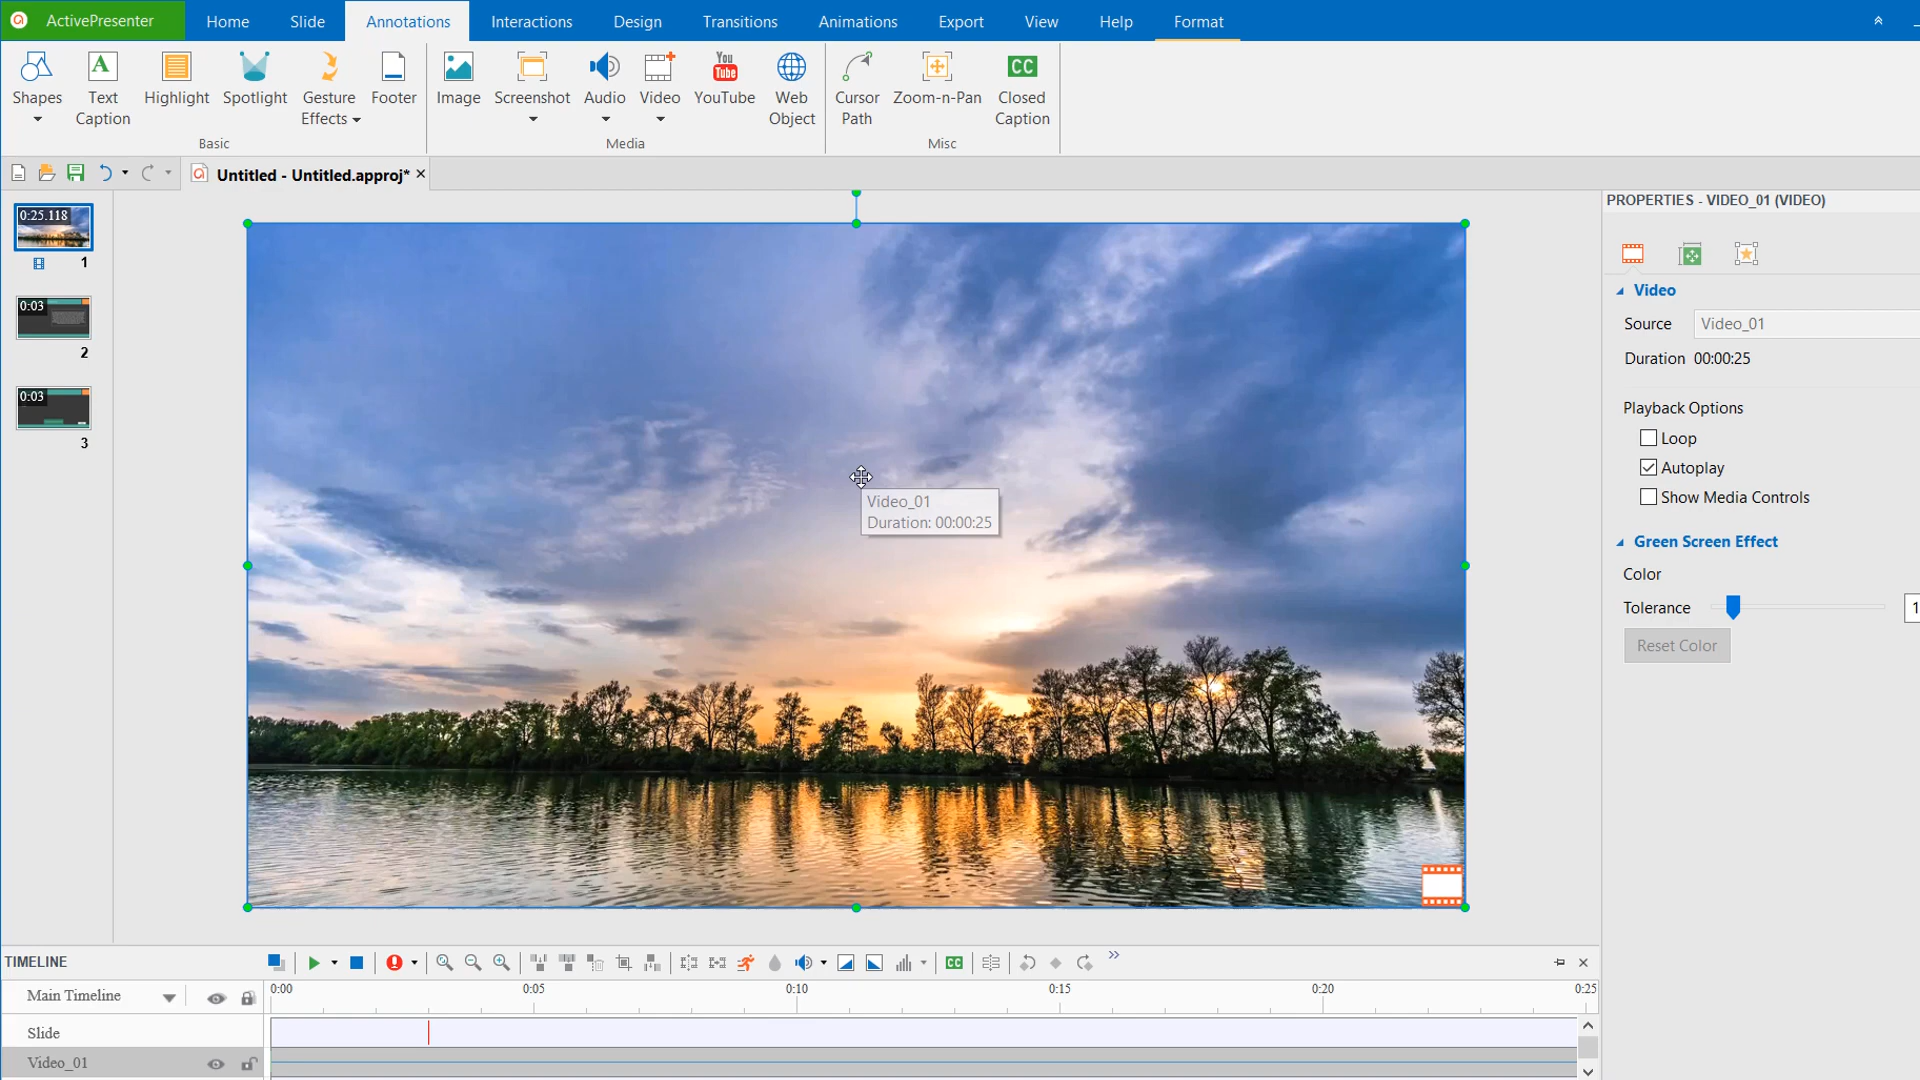 ActivePresenter
Home
Slide
Annotations
Interactions
Design
Transitions
Animations
Export
View
Help
Format
Shapes
Text
Caption
Highlight
Spotlight
Gesture
Effects
Footer
Image
Screenshot
Audio
Video
YouTube
Web
Object
Cursor
Path
Zoom-n-Pan
Closed
Caption
Basic
Media
Misc
Untitled - Untitled.approj*
PROPERTIES - VIDEO_01 (VIDEO)
0:25.118
1
0:03
2
0:03
3
Video
Source Video_01
Duration 00:00:25
Playback Options
Loop
Autoplay
Show Media Controls
Green Screen Effect
Color
Tolerance 1
Reset Color
Video_01
Duration: 00:00:25
TIMELINE
CC
Main Timeline
0:00
0:05
0:10
0:15
0:20
0:25
Slide
Video_01